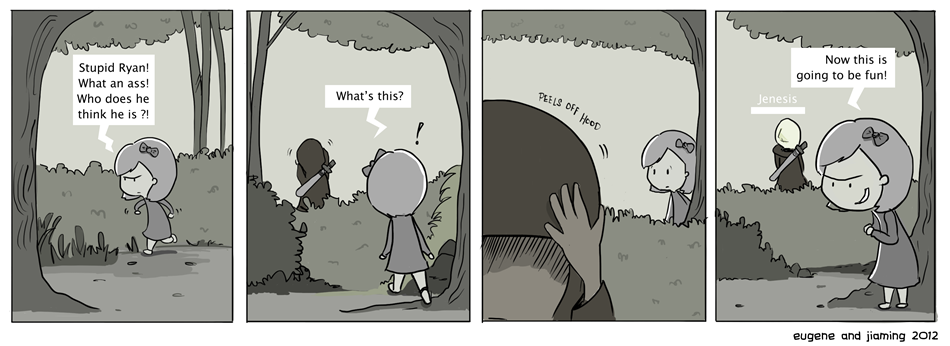 Stupid Ryan!
What an ass!
Who does he
think he is ?!
What's this?
!
PEELS OFF HOOD
Now this is
going to be fun!
Jenesis
eugene and jiaming 2012